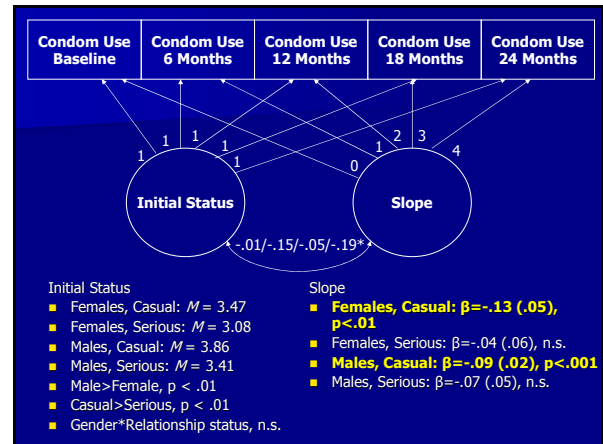 Condom Use Baseline
Condom Use 6 Months
Condom Use 12 Months
Condom Use 18 Months
Condom Use 24 Months
1
1
1
1
1
0
1
2
3
4
Initial Status
Slope
-.01/-.15/-.05/-.19*
Initial Status
Females, Casual: M = 3.47
Females, Serious: M = 3.08
Males, Casual: M = 3.86
Males, Serious: M = 3.41
Male>Female, p < .01
Casual>Serious, p < .01
Gender*Relationship status, n.s.
Slope
Females, Casual: β=-.13 (.05),
p<.01
Females, Serious: β=-.04 (.06), n.s.
Males, Casual: β=-.09 (.02), p<.001
Males, Serious: β=-.07 (.05), n.s.